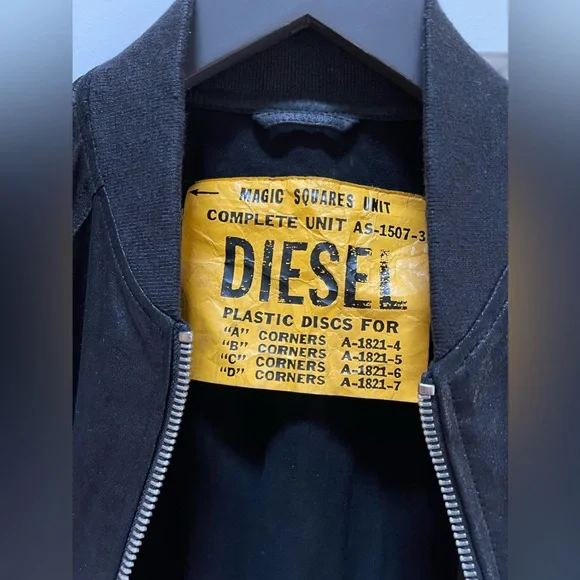 ← MAGIC SQUARES UNIT
COMPLETE UNIT AS-1507-3
DIESEL
PLASTIC DISCS FOR
"A" CORNERS A-1821-4
"B" CORNERS A-1821-5
"C" CORNERS A-1821-6
"D" CORNERS A-1821-7